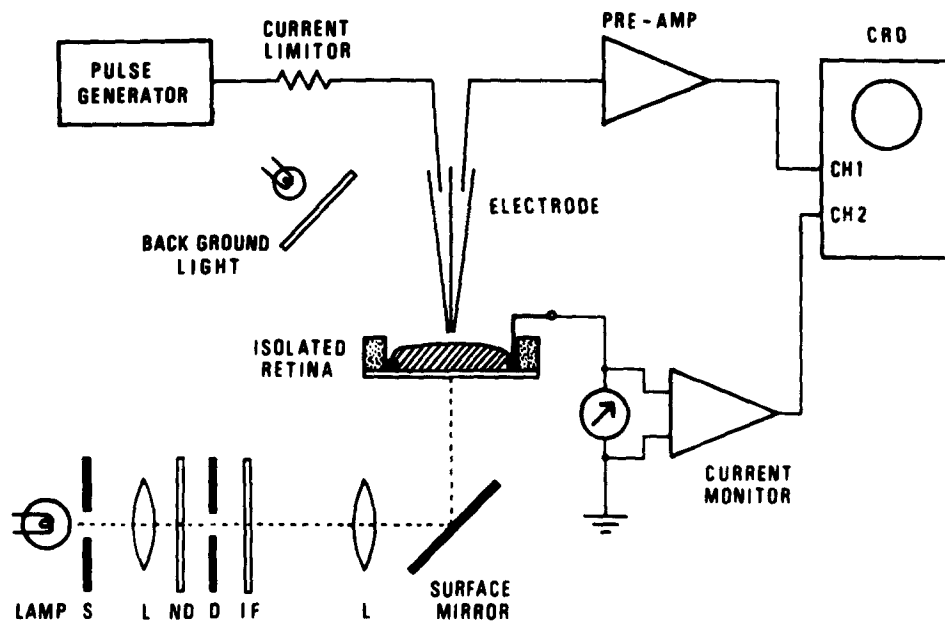 PRE-AMP
CRO
CURRENT
LIMITOR
PULSE
GENERATOR
CH1
CH2
ELECTRODE
BACK GROUND
LIGHT
ISOLATED
RETINA
CURRENT
MONITOR
SURFACE
MIRROR
LAMP S L ND D IF L